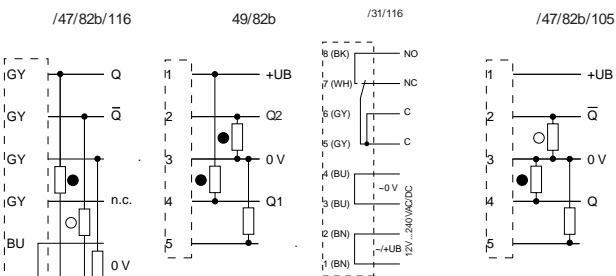 /47/82b/116
GY
Q
GY
Q̅
GY
GY
n.c.
BU
0 V
49/82b
1
+UB
2
Q2
3
0 V
4
Q1
5
/31/116
8 (BK)
NO
7 (WH)
NC
6 (GY)
C
5 (GY)
C
4 (BU)
~0 V
3 (BU)
2 (BN)
~/+UB
1 (BN)
12V...240VAC/DC
/47/82b/105
1
+UB
2
Q̅
3
0 V
4
Q
5